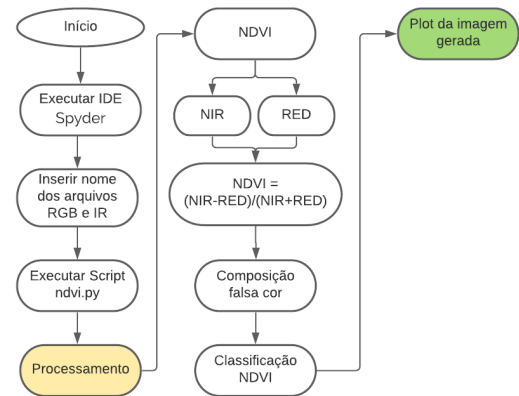 Início
Executar IDE
Spyder
Inserir nome
dos arquivos
RGB e IR
Executar Script
ndvi.py
Processamento
NDVI
NIR
RED
NDVI =
(NIR-RED)/(NIR+RED)
Composição
falsa cor
Classificação
NDVI
Plot da imagem
gerada